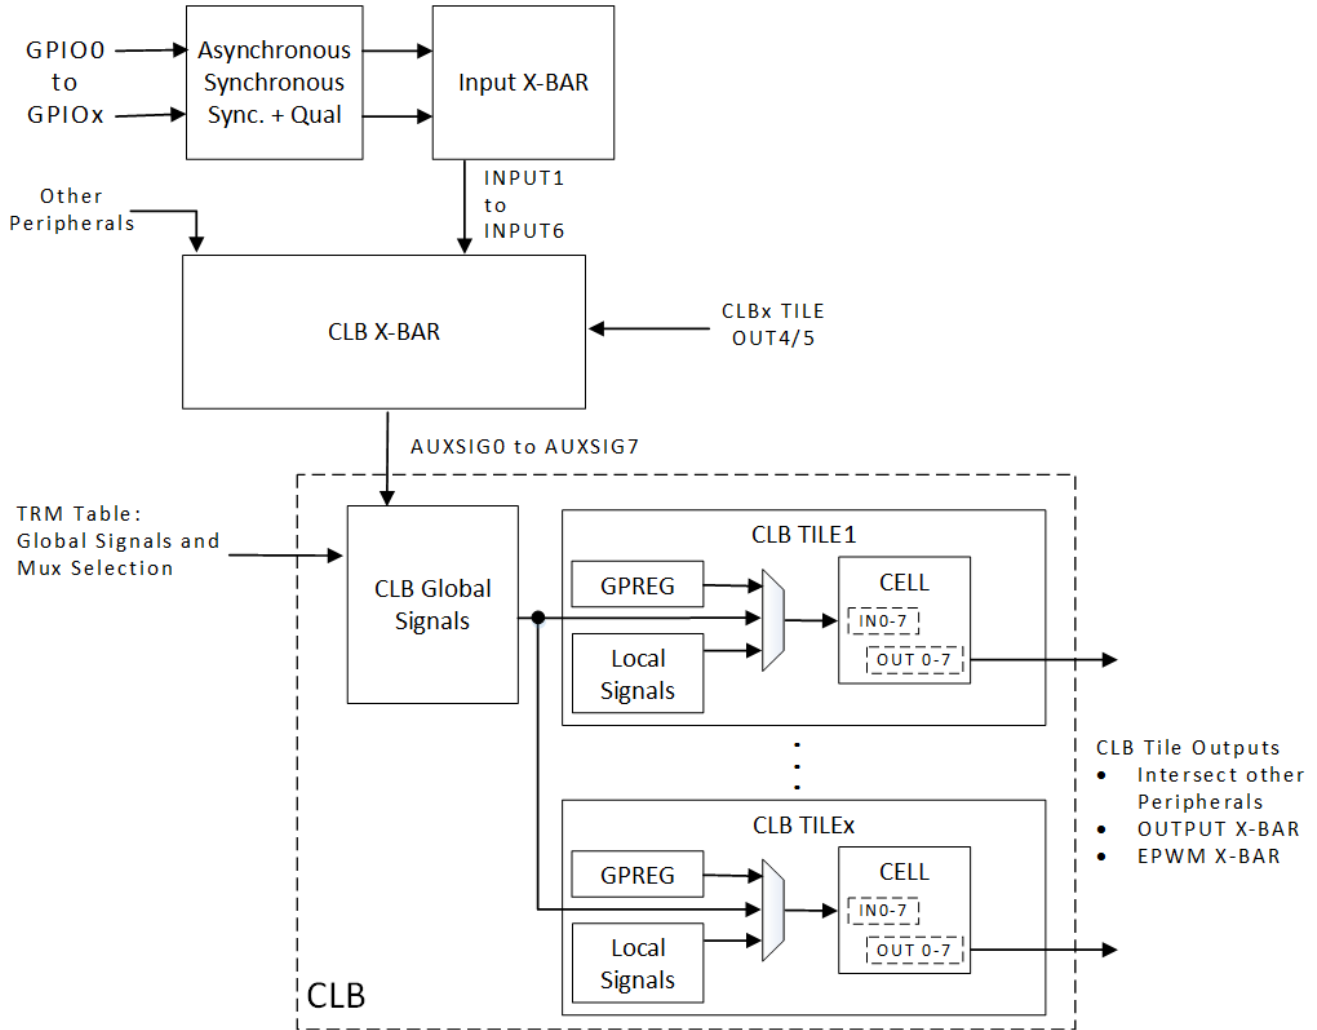 GPIO0
to
GPIOx
Asynchronous
Synchronous
Sync. + Qual
Input X-BAR
Other
Peripherals
INPUT1
to
INPUT6
CLB X-BAR
CLBx TILE
OUT4/5
AUXSIG0 to AUXSIG7
TRM Table:
Global Signals and
Mux Selection
CLB Global
Signals
CLB TILE1
GPREG
Local
Signals
CELL
IN0-7
OUT 0-7
CLB TILEx
GPREG
Local
Signals
CELL
IN0-7
OUT 0-7
CLB Tile Outputs
• Intersect other
Peripherals
• OUTPUT X-BAR
• EPWM X-BAR
CLB